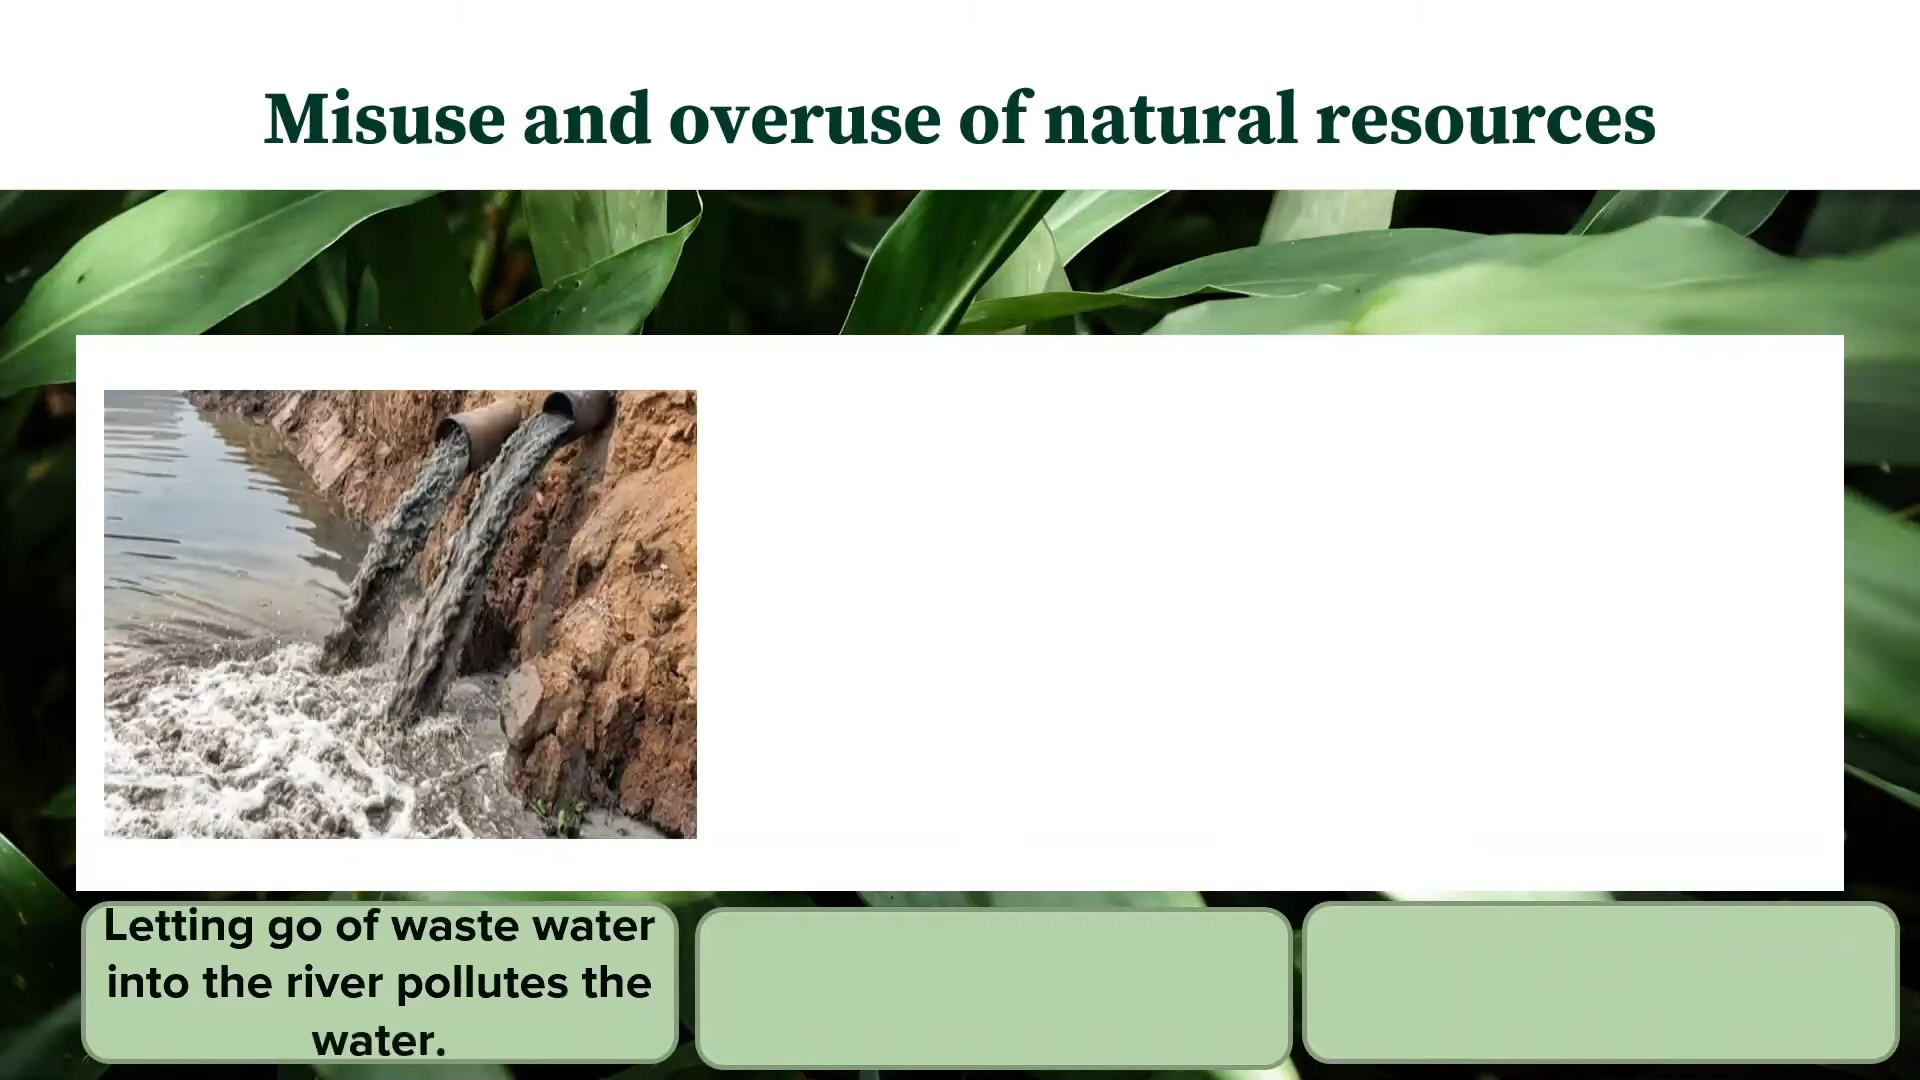 Misuse and overuse of natural resources
Letting go of waste water
into the river pollutes the
water.